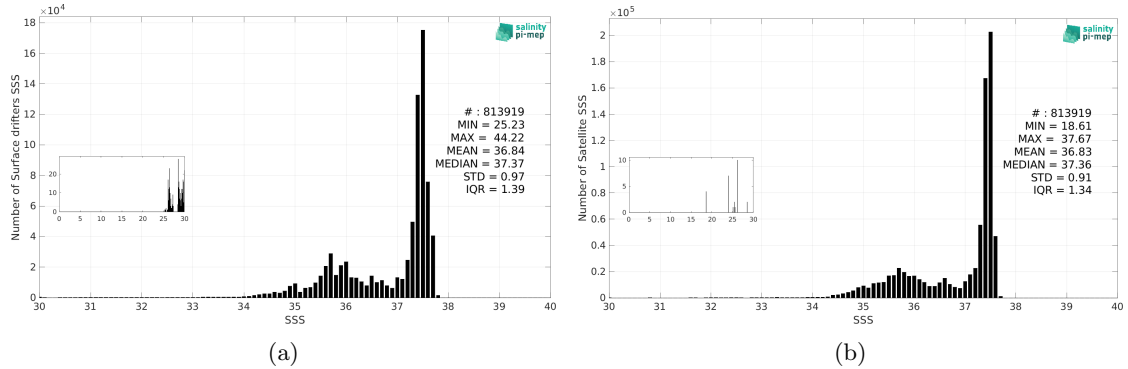 ×10⁴
18
16
14
12
10
8
6
4
2
0
Number of Surface drifters SSS
salinity
pi-mep
# : 813919
MIN = 25.23
MAX = 44.22
MEAN = 36.84
MEDIAN = 37.37
STD = 0.97
IQR = 1.39
20
10
0
0 5 10 15 20 25 30
30 31 32 33 34 35 36 37 38 39 40
SSS
(a)
×10⁵
2
1.8
1.6
1.4
1.2
1
0.8
0.6
0.4
0.2
0
Number of Satellite SSS
salinity
pi-mep
# : 813919
MIN = 18.61
MAX = 37.67
MEAN = 36.83
MEDIAN = 37.36
STD = 0.91
IQR = 1.34
10
5
0
0 5 10 15 20 25 30
30 31 32 33 34 35 36 37 38 39 40
SSS
(b)